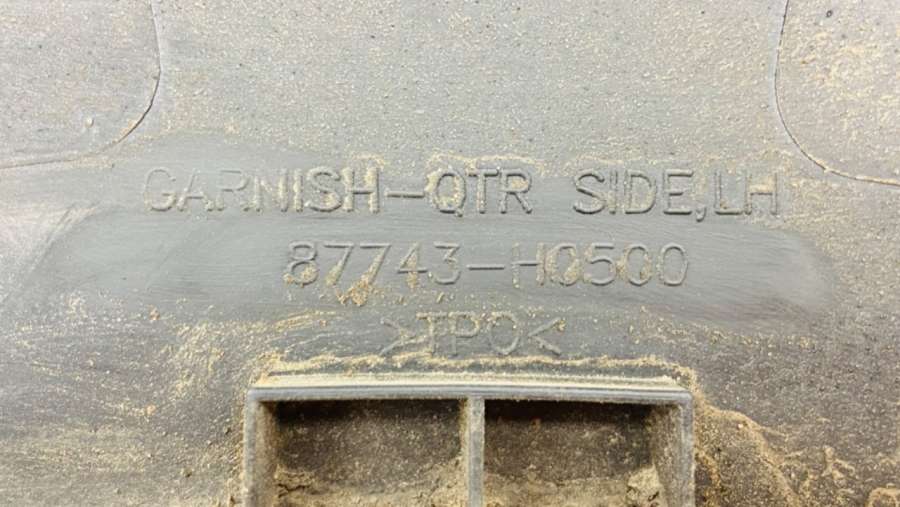 GARNISH-QTR SIDE,LH
87743-H0500
>TPO<